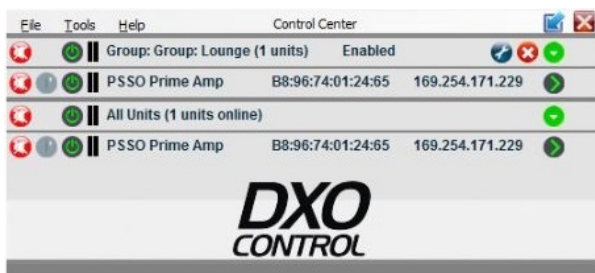 File Tools Help Control Center
Group: Group: Lounge (1 units) Enabled
PSSO Prime Amp B8:96:74:01:24:65 169.254.171.229
All Units (1 units online)
PSSO Prime Amp B8:96:74:01:24:65 169.254.171.229
DXO
CONTROL